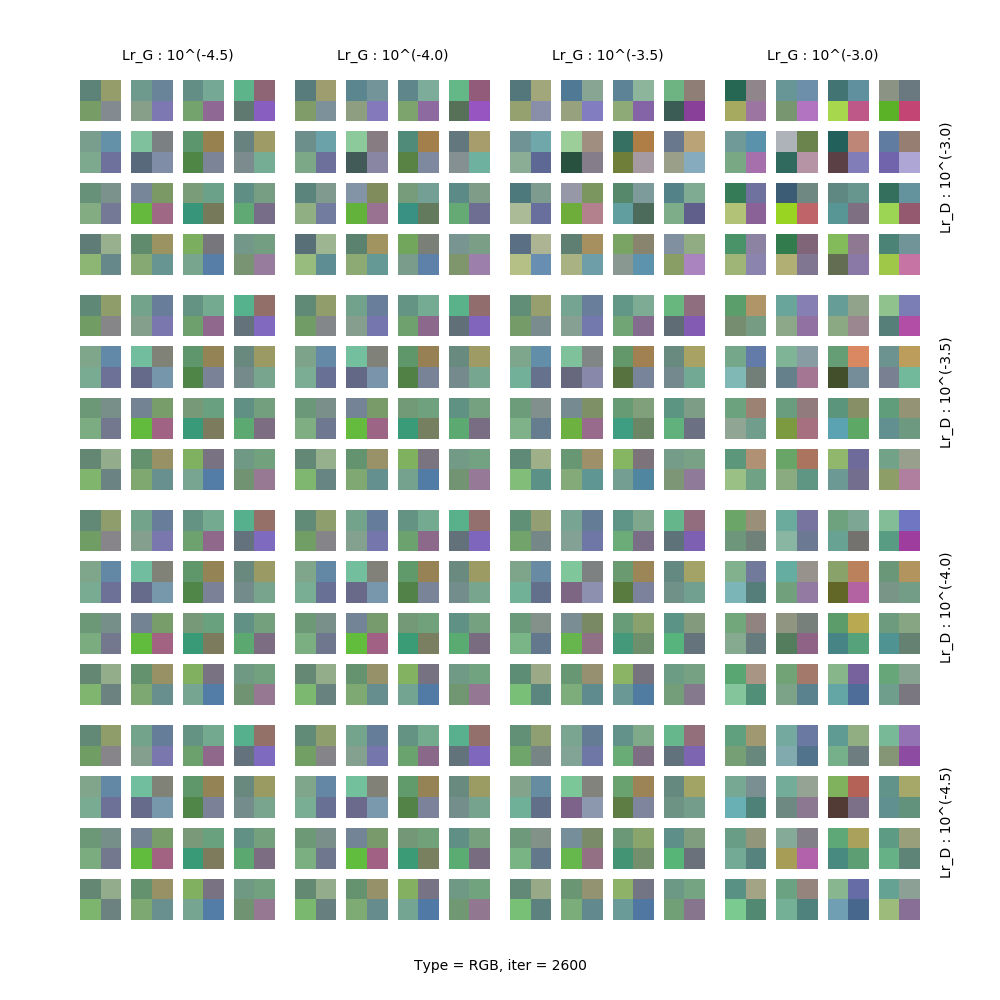 Lr_G : 10^(-4.5)
Lr_G : 10^(-4.0)
Lr_G : 10^(-3.5)
Lr_G : 10^(-3.0)
Lr_D : 10^(-3.0)
Lr_D : 10^(-3.5)
Lr_D : 10^(-4.0)
Lr_D : 10^(-4.5)
Type = RGB, iter = 2600